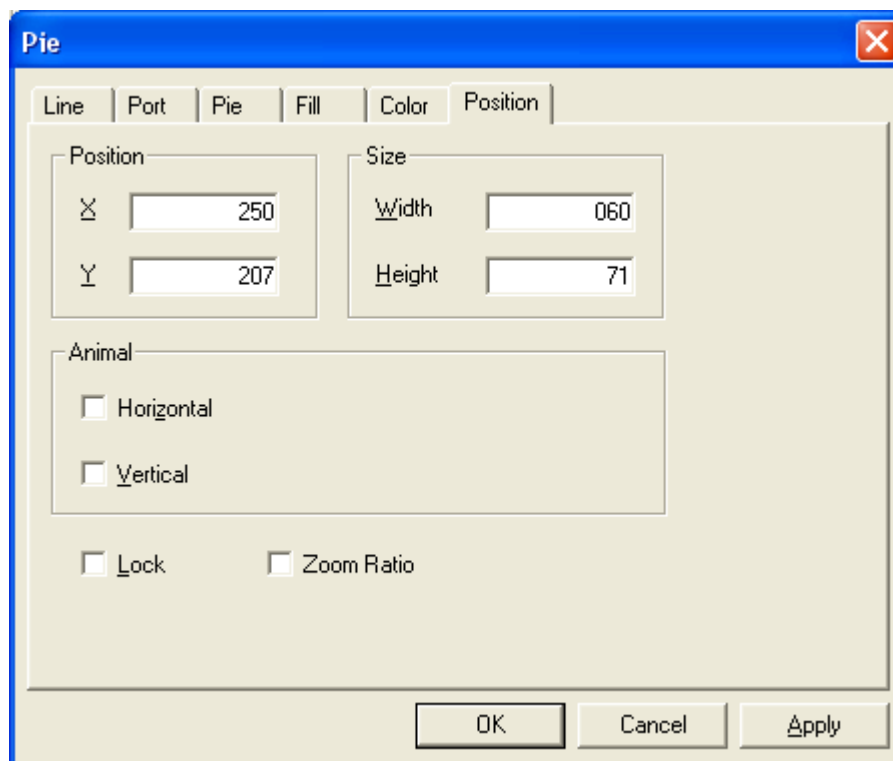 Pie
Line Port Pie Fill Color Position
Position Size
X 250 Width 060
Y 207 Height 71
Animal
Horizontal
Vertical
Lock Zoom Ratio
OK Cancel Apply